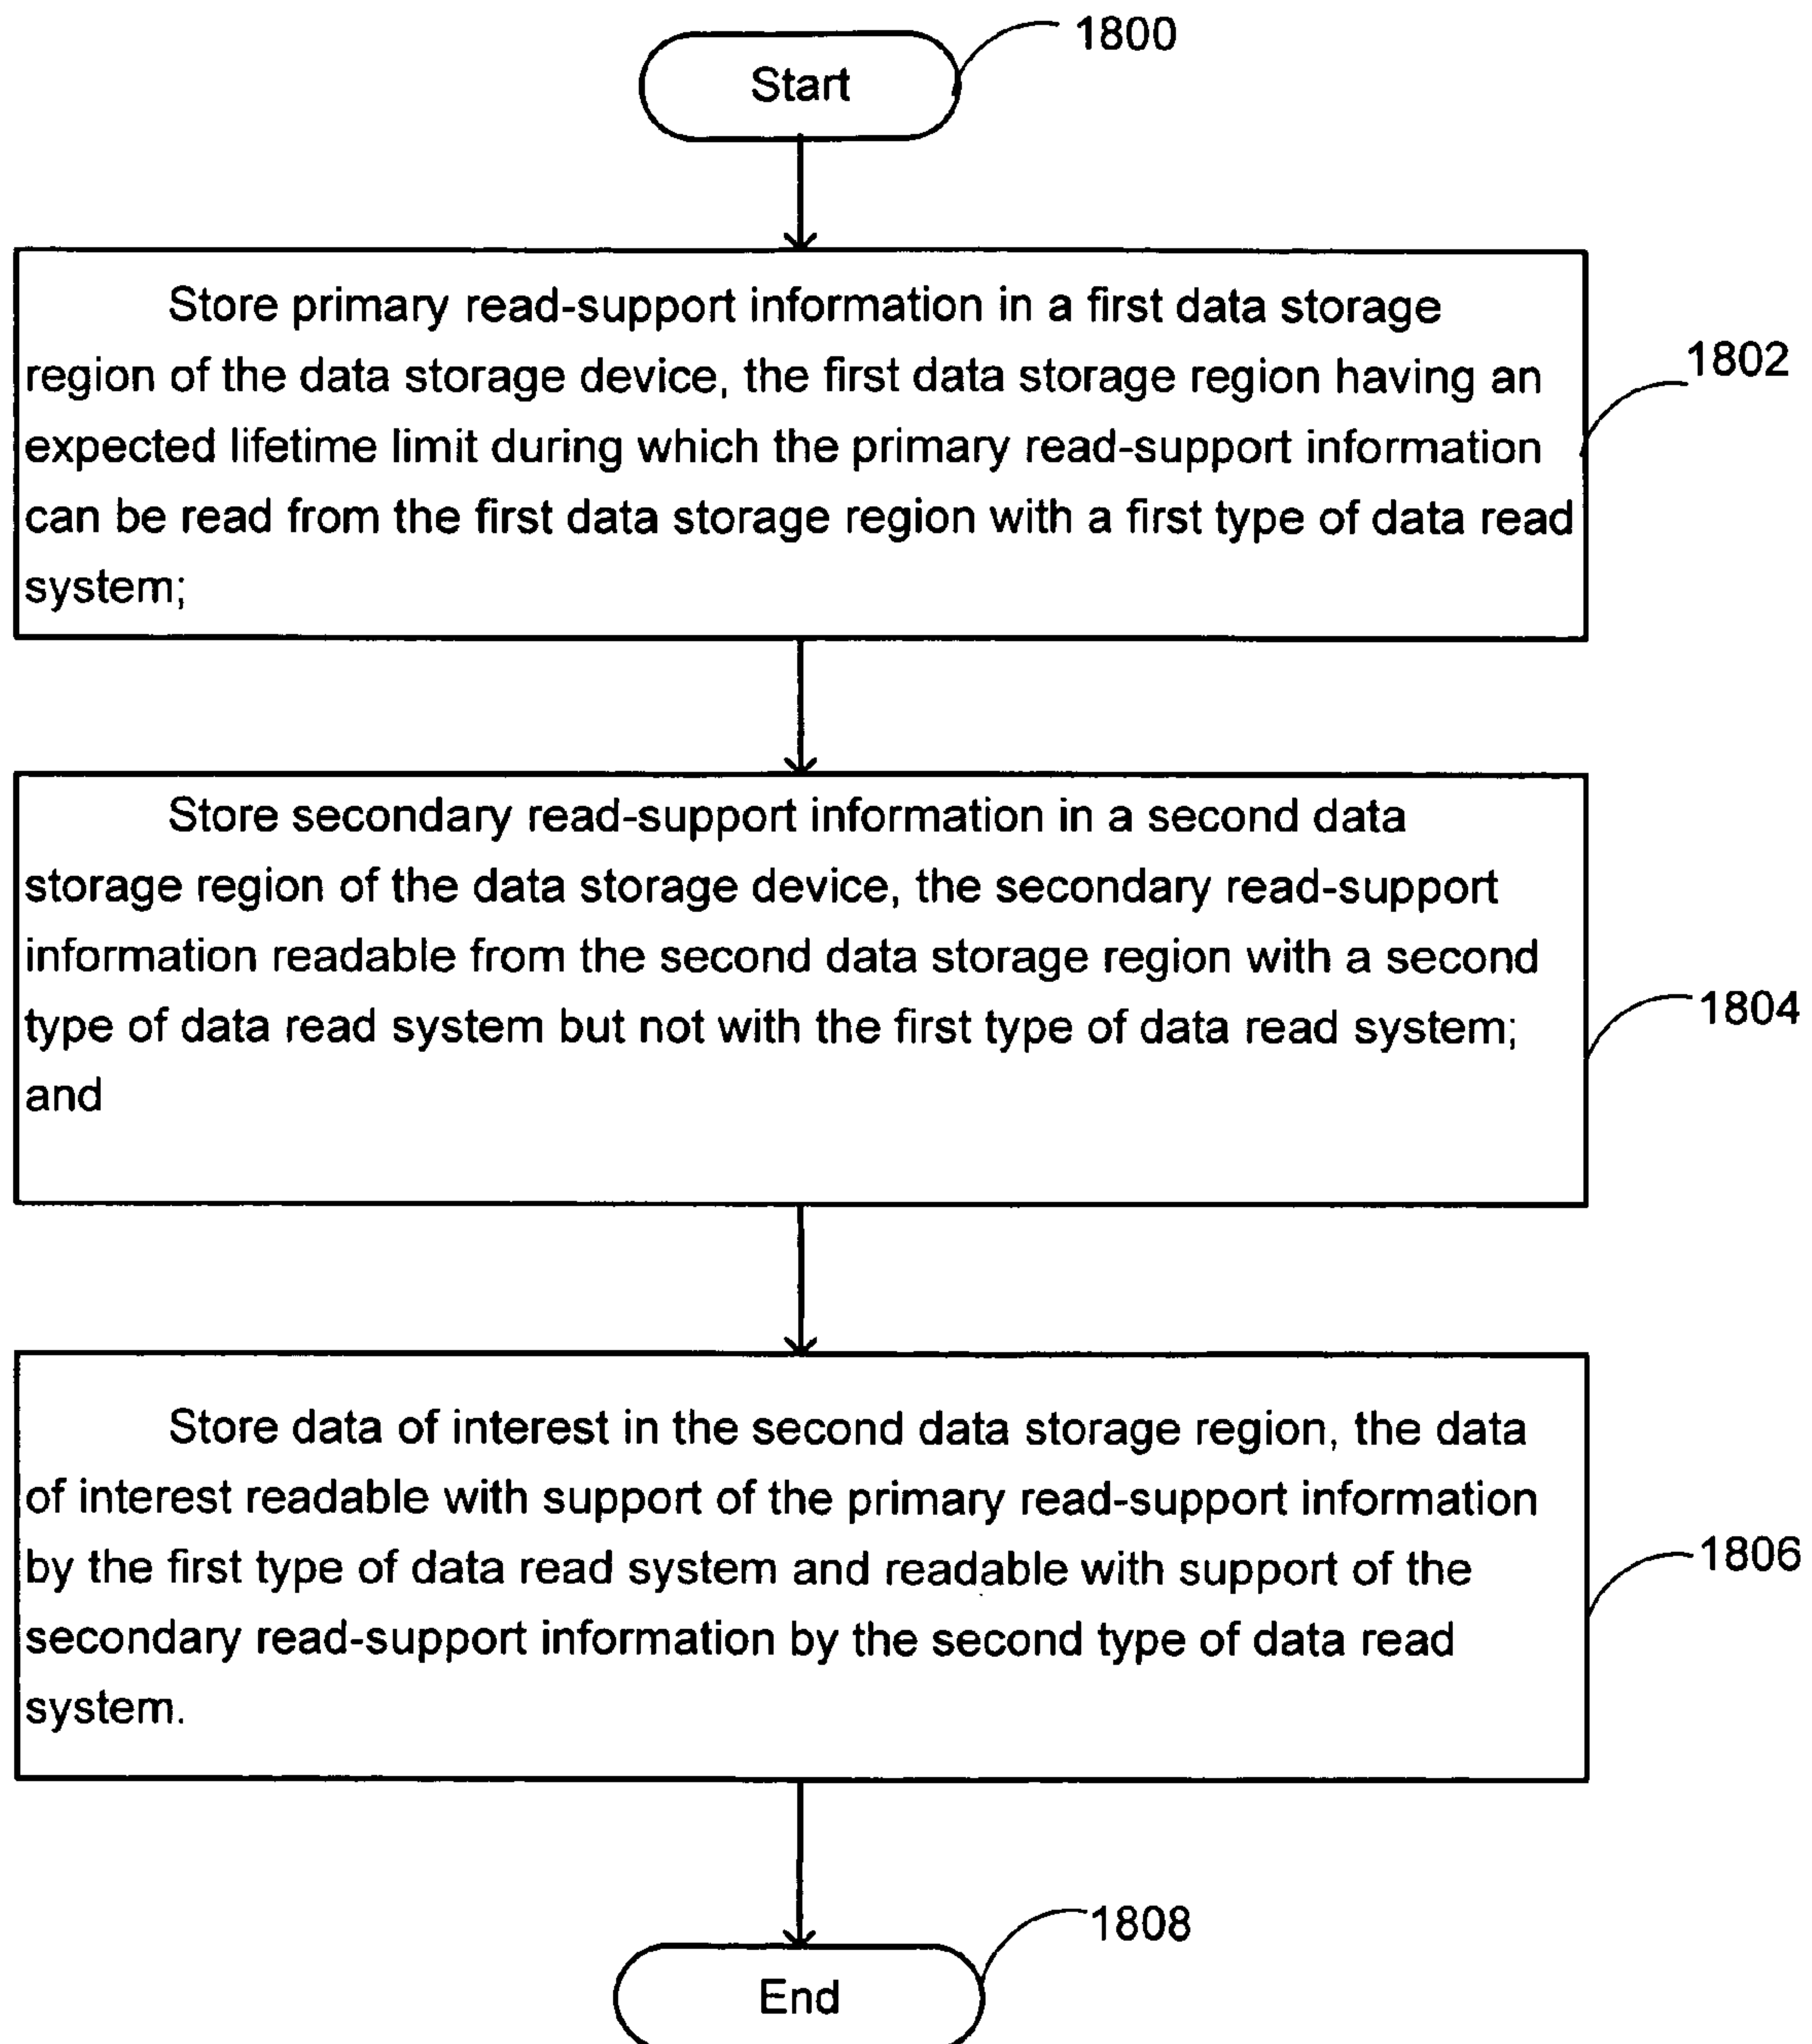 1800
Start
Store primary read-support information in a first data storage
region of the data storage device, the first data storage region having an
expected lifetime limit during which the primary read-support information
can be read from the first data storage region with a first type of data read
system;
1802
Store secondary read-support information in a second data
storage region of the data storage device, the secondary read-support
information readable from the second data storage region with a second
type of data read system but not with the first type of data read system;
and
1804
Store data of interest in the second data storage region, the data
of interest readable with support of the primary read-support information
by the first type of data read system and readable with support of the
secondary read-support information by the second type of data read
system.
1806
1808
End